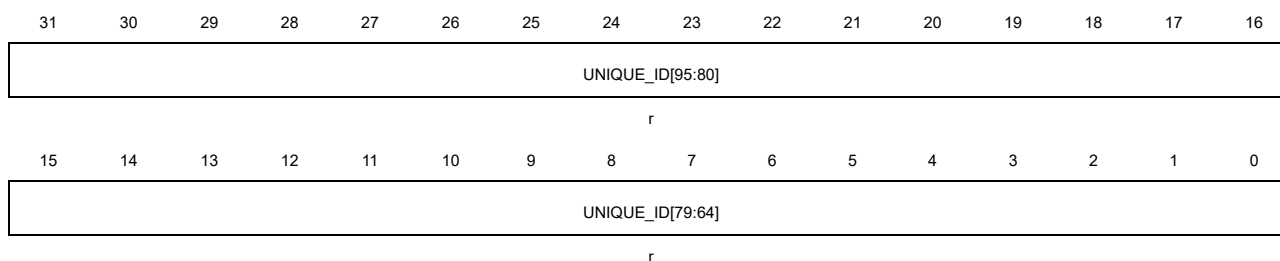 31 30 29 28 27 26 25 24 23 22 21 20 19 18 17 16
UNIQUE_ID[95:80]
r
15 14 13 12 11 10 9 8 7 6 5 4 3 2 1 0
UNIQUE_ID[79:64]
r